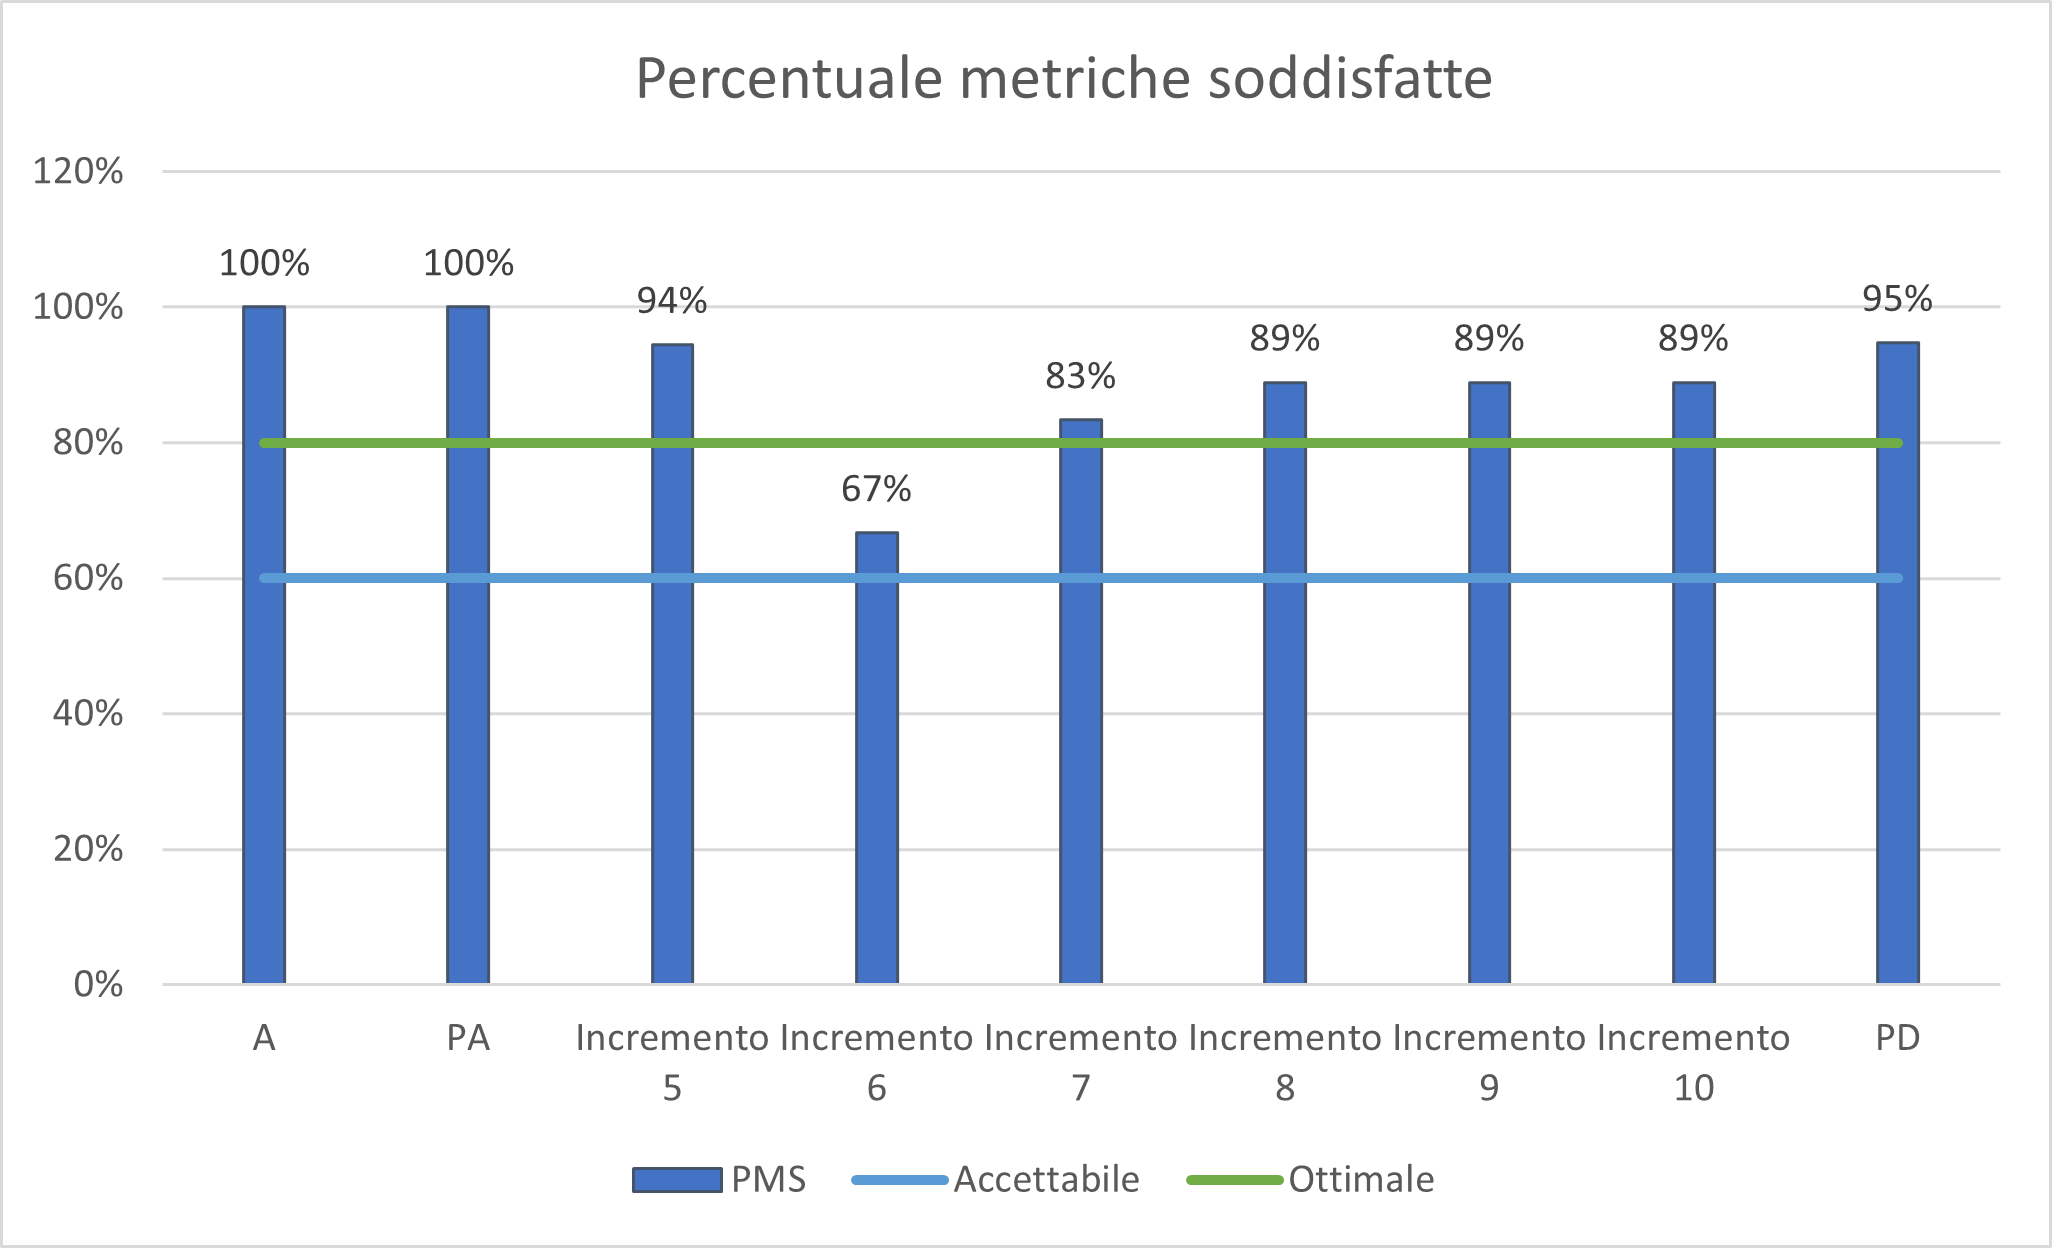 Percentuale metriche soddisfatte
120%
100%
80%
60%
40%
20%
0%
100%
100%
94%
67%
83%
89%
89%
89%
95%
A
PA
Incremento
5
Incremento
6
Incremento
7
Incremento
8
Incremento
9
Incremento
10
PD
PMS
Accettabile
Ottimale